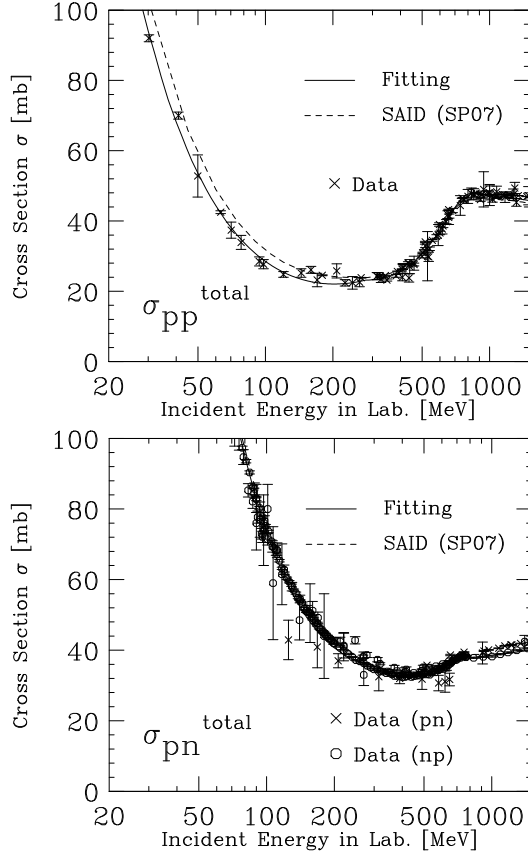 100
80
Fitting
SAID (SP07)
60
Data
40
20
σpp total
0
20 50 100 200 500 1000
Incident Energy in Lab. [MeV]
Cross Section σ [mb]
100
80
Fitting
SAID (SP07)
60
40
Data (pn)
20
σpn total
Data (np)
0
20 50 100 200 500 1000
Incident Energy in Lab. [MeV]
Cross Section σ [mb]